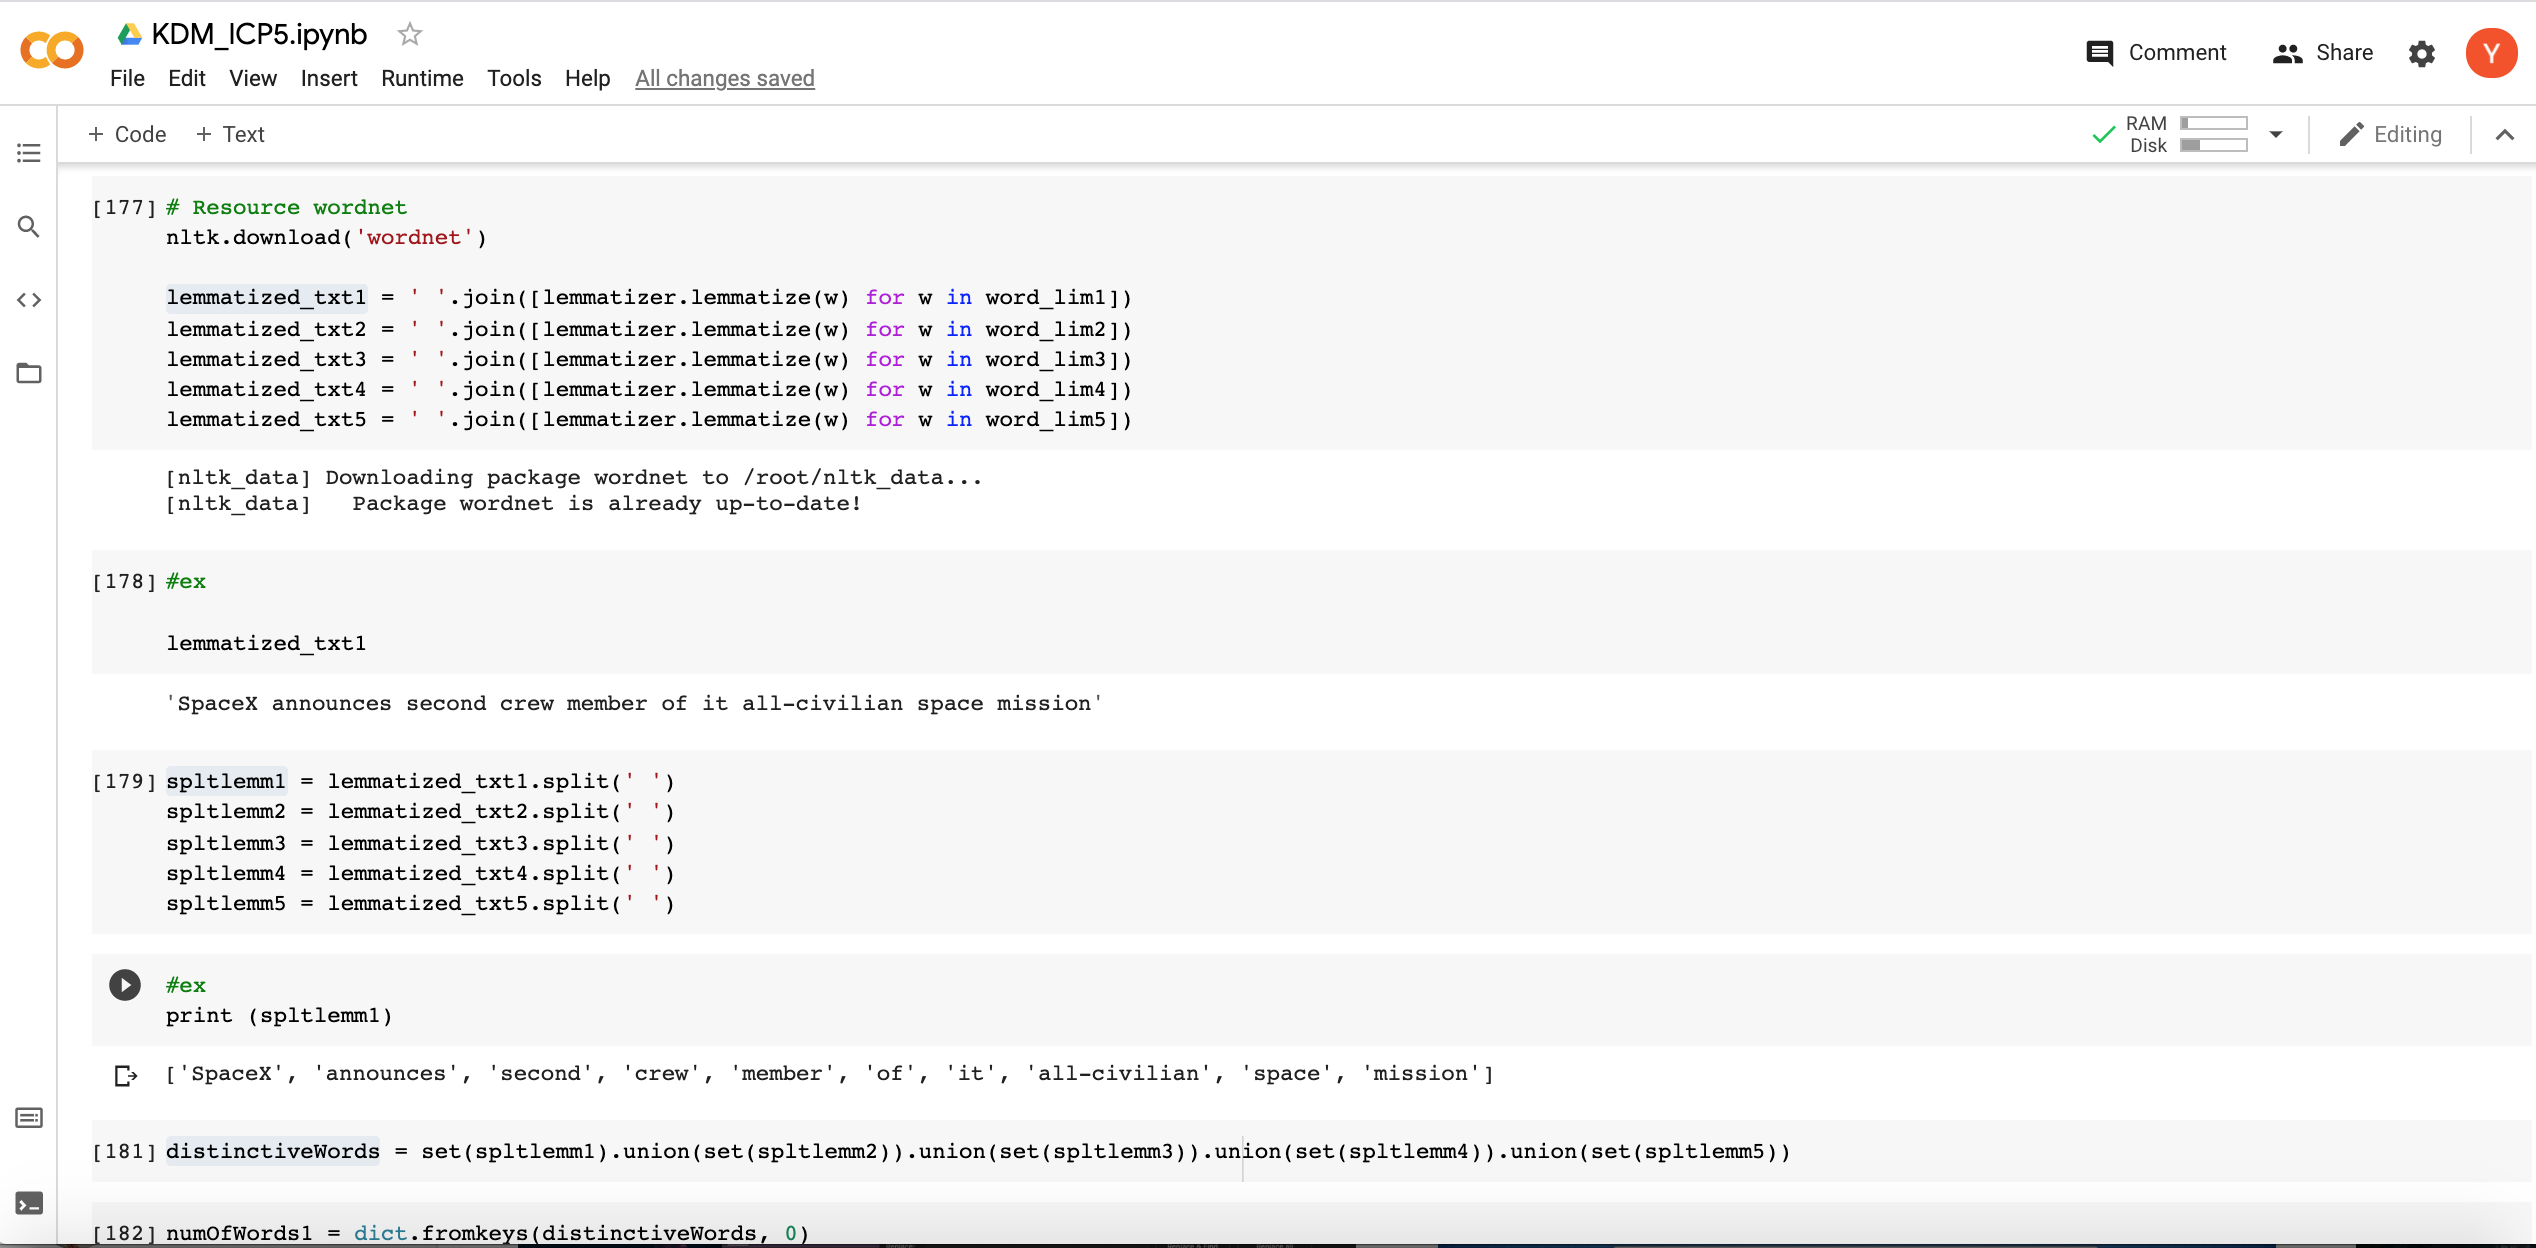 KDM_ICP5.ipynb
File Edit View Insert Runtime Tools Help All changes saved
Comment Share Y
+ Code + Text
RAM
Disk
Editing
[177] # Resource wordnet
nltk.download('wordnet')
lemmatized_txt1 = ' '.join([lemmatizer.lemmatize(w) for w in word_lim1])
lemmatized_txt2 = ' '.join([lemmatizer.lemmatize(w) for w in word_lim2])
lemmatized_txt3 = ' '.join([lemmatizer.lemmatize(w) for w in word_lim3])
lemmatized_txt4 = ' '.join([lemmatizer.lemmatize(w) for w in word_lim4])
lemmatized_txt5 = ' '.join([lemmatizer.lemmatize(w) for w in word_lim5])
[nltk_data] Downloading package wordnet to /root/nltk_data...
[nltk_data]   Package wordnet is already up-to-date!
[178] #ex
lemmatized_txt1
'SpaceX announces second crew member of it all-civilian space mission'
[179] spltlemm1 = lemmatized_txt1.split(' ')
spltlemm2 = lemmatized_txt2.split(' ')
spltlemm3 = lemmatized_txt3.split(' ')
spltlemm4 = lemmatized_txt4.split(' ')
spltlemm5 = lemmatized_txt5.split(' ')
#ex
print (spltlemm1)
['SpaceX', 'announces', 'second', 'crew', 'member', 'of', 'it', 'all-civilian', 'space', 'mission']
[181] distinctiveWords = set(spltlemm1).union(set(spltlemm2)).union(set(spltlemm3)).union(set(spltlemm4)).union(set(spltlemm5))
[182] numOfWords1 = dict.fromkeys(distinctiveWords, 0)